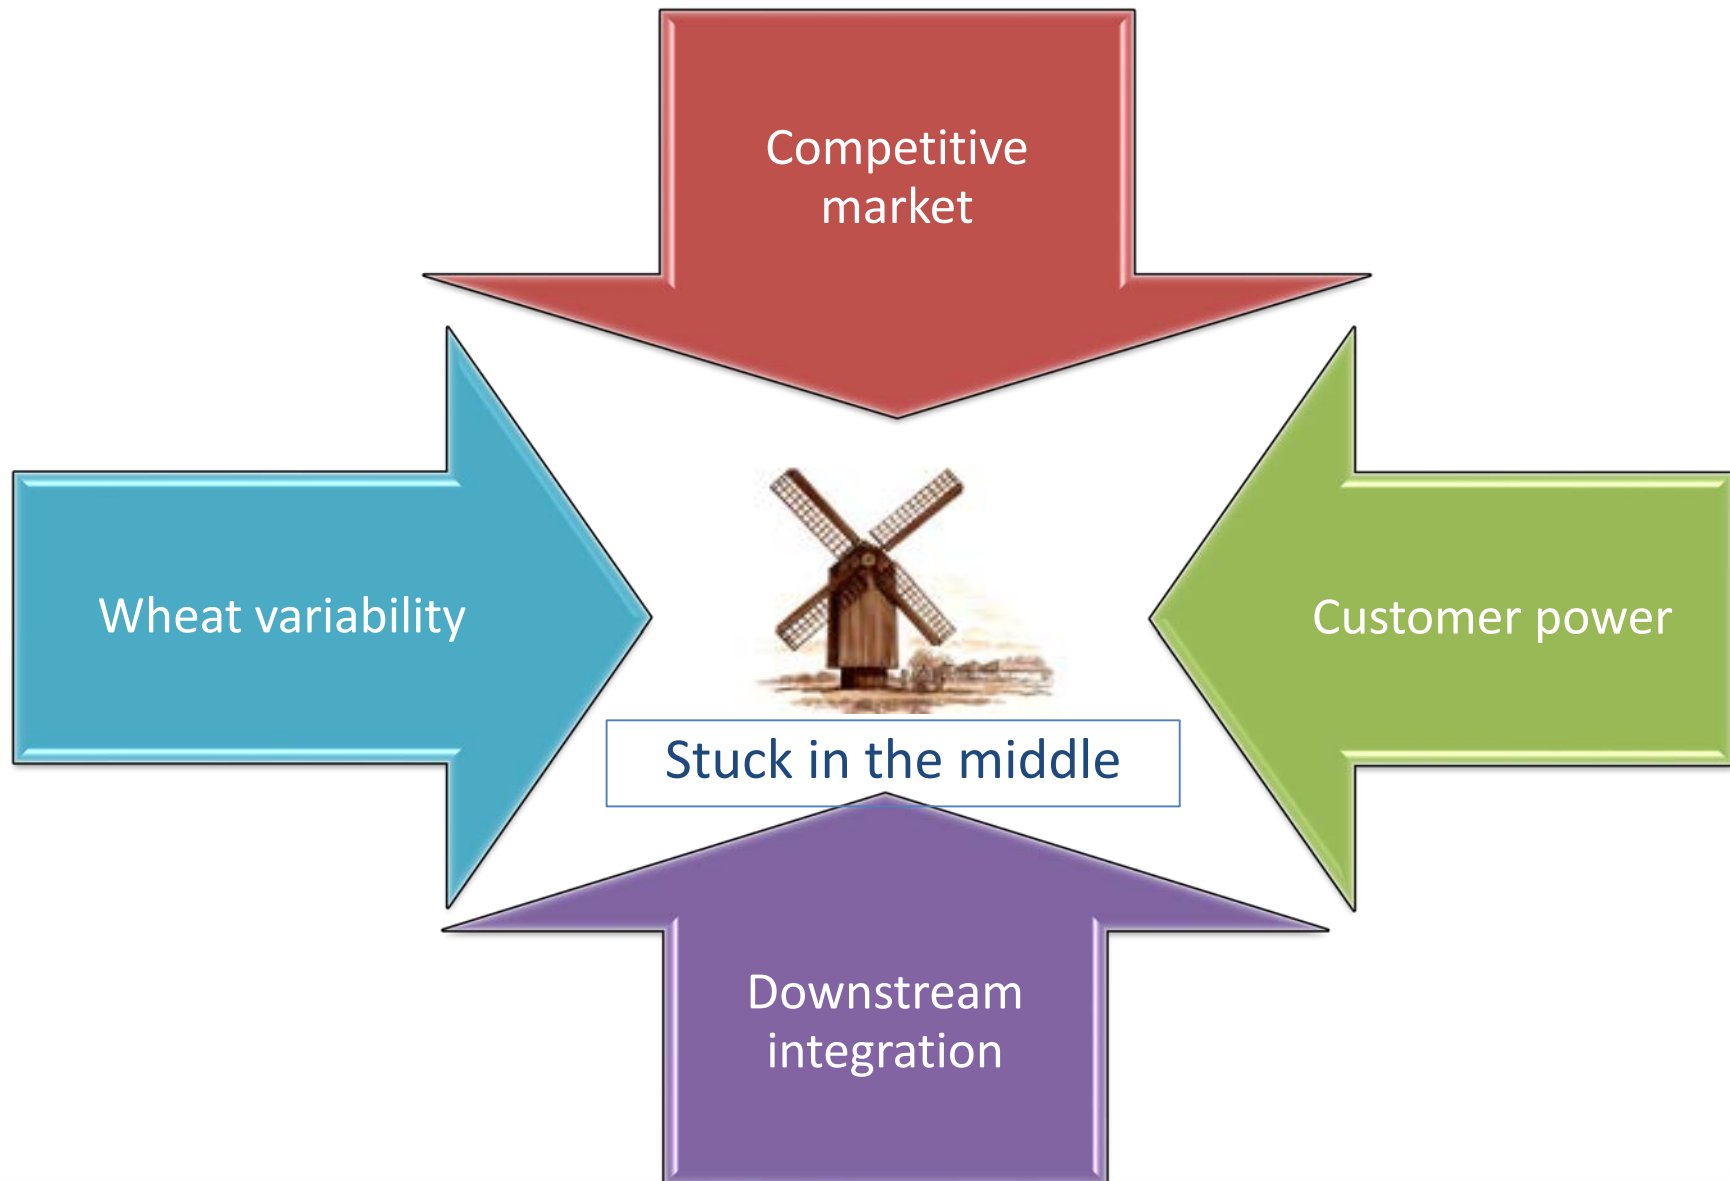 Competitive
market
Wheat variability
Customer power
Stuck in the middle
Downstream
integration